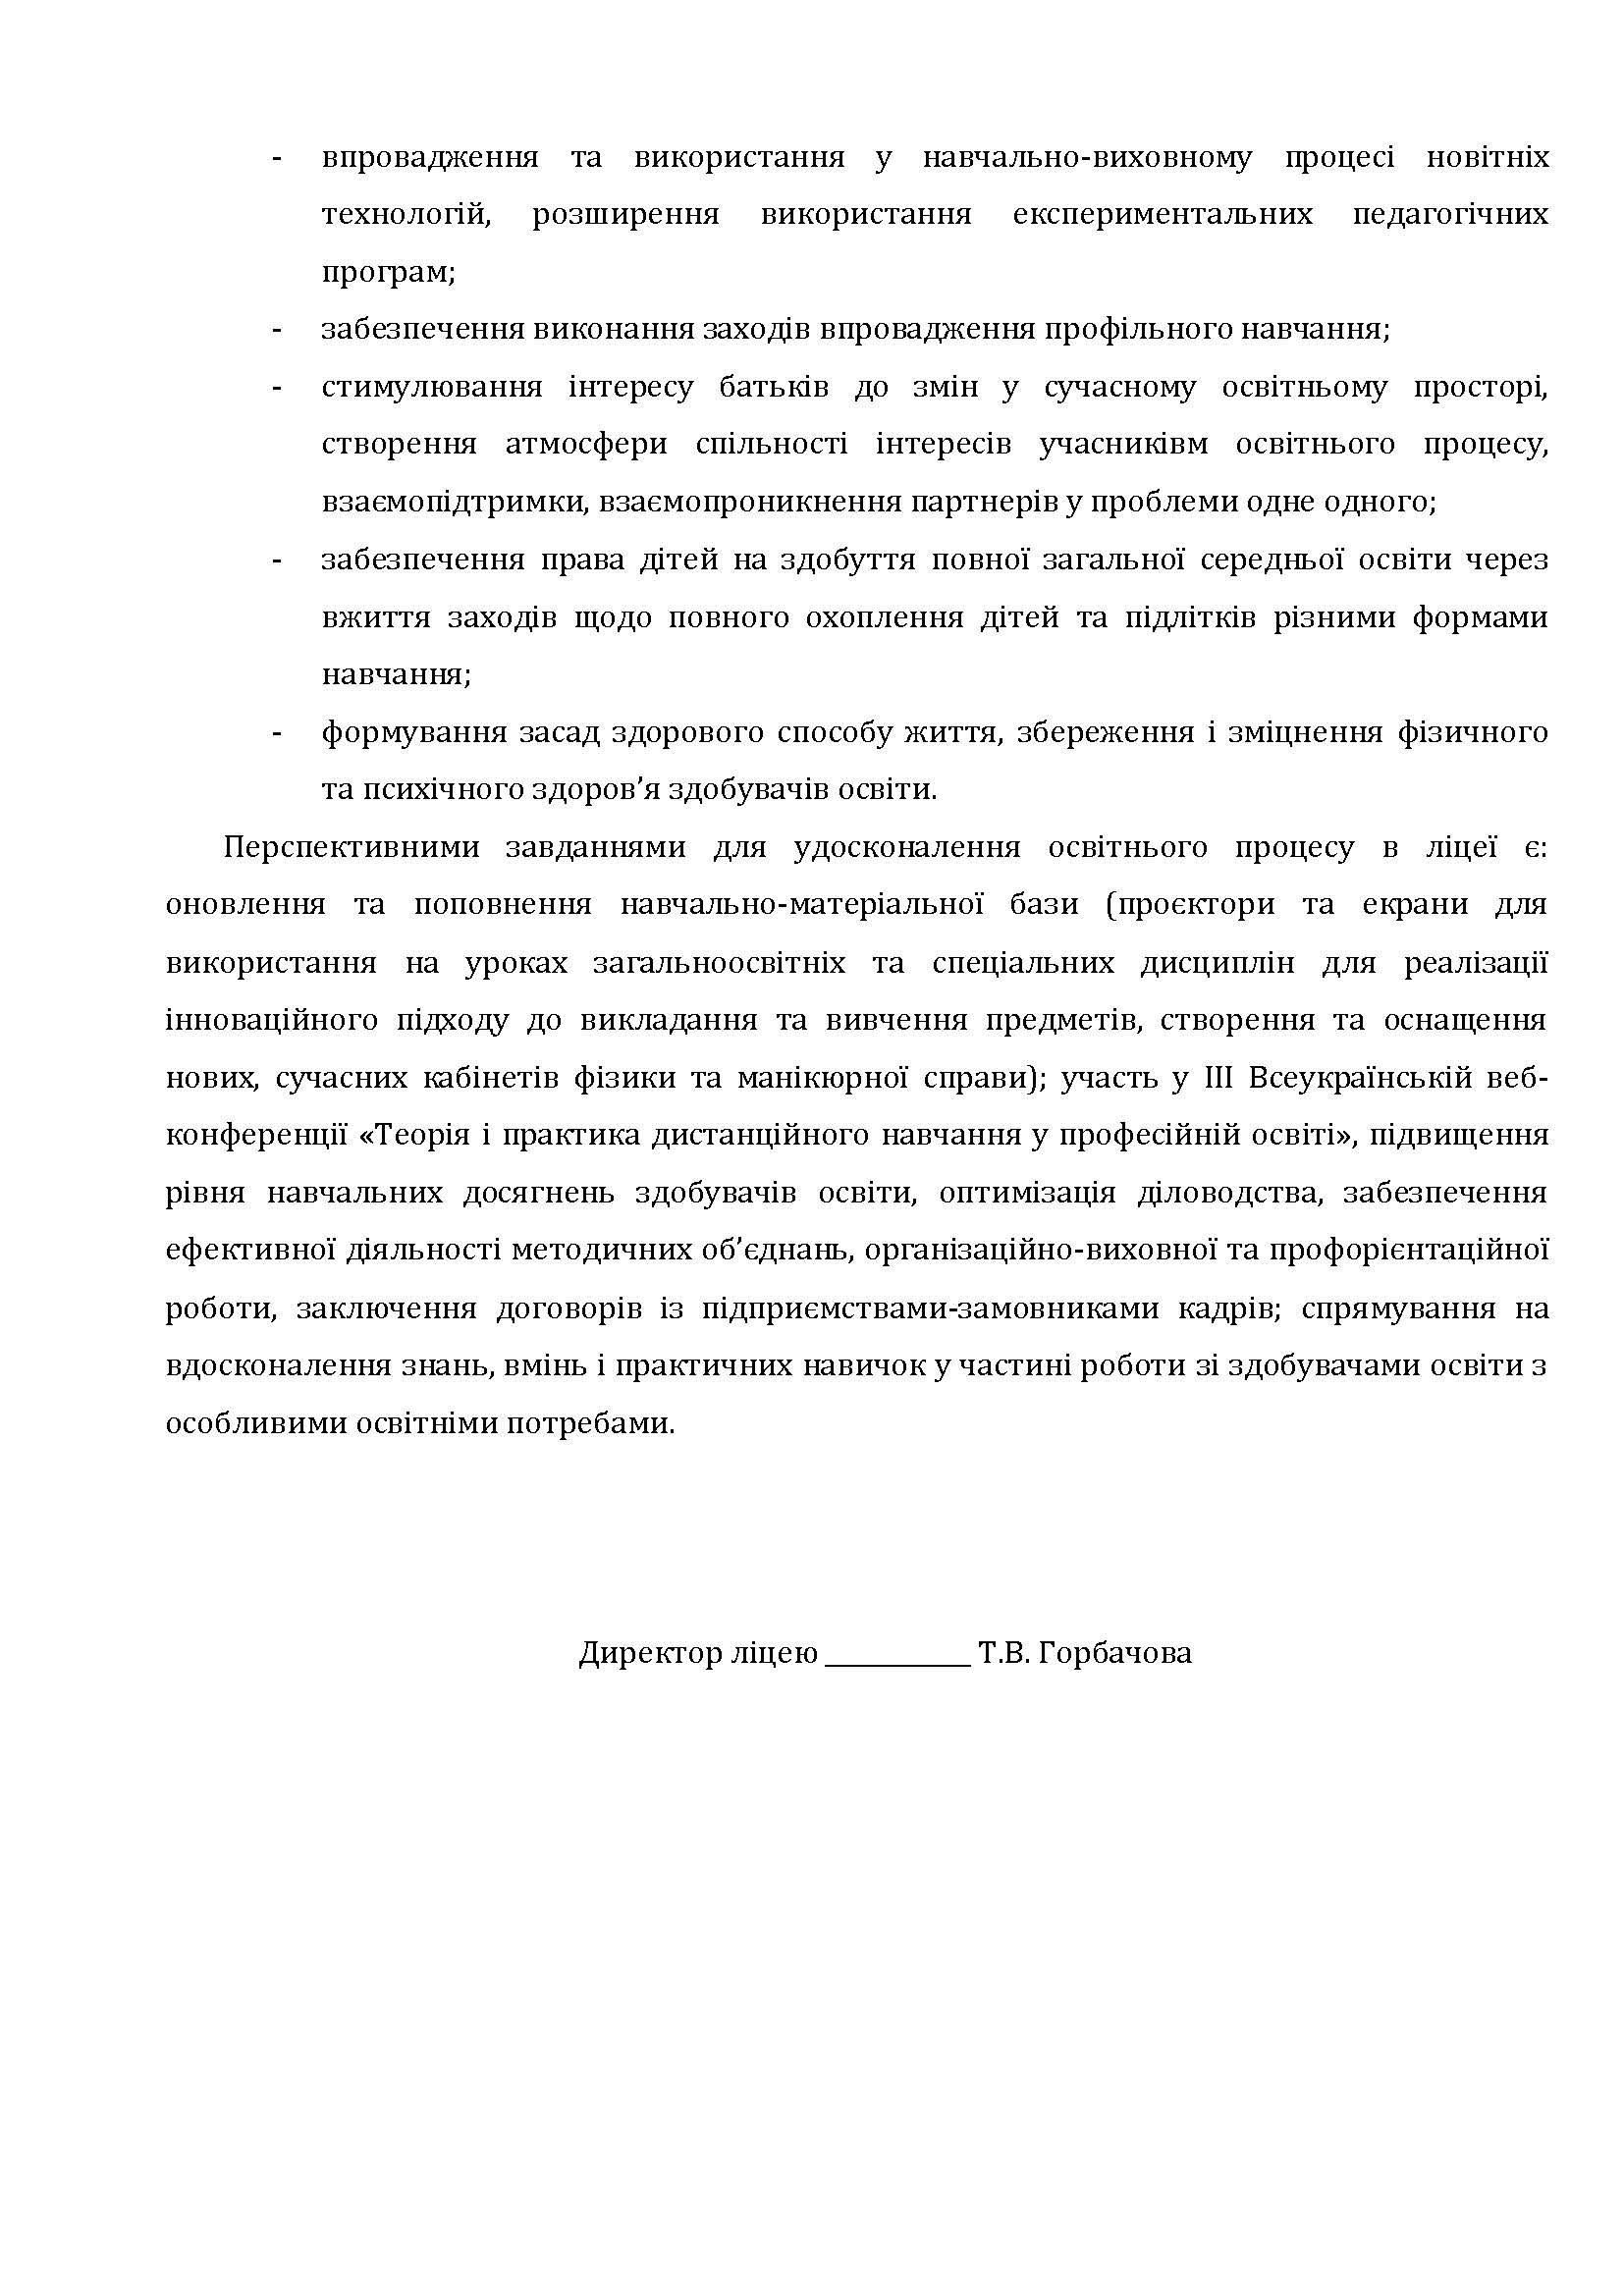 - впровадження та використання у навчально-виховному процесі новітніх
технологій, розширення використання експериментальних педагогічних
програм;
- забезпечення виконання заходів впровадження профільного навчання;
- стимулювання інтересу батьків до змін у сучасному освітньому просторі,
створення атмосфери спільності інтересів учасниківм освітнього процесу,
взаємопідтримки, взаємопроникнення партнерів у проблеми одне одного;
- забезпечення права дітей на здобуття повної загальної середньої освіти через
вжиття заходів щодо повного охоплення дітей та підлітків різними формами
навчання;
- формування засад здорового способу життя, збереження і зміцнення фізичного
та психічного здоров’я здобувачів освіти.
Перспективними завданнями для удосконалення освітнього процесу в ліцеї є:
оновлення та поповнення навчально-матеріальної бази (проєктори та екрани для
використання на уроках загальноосвітніх та спеціальних дисциплін для реалізації
інноваційного підходу до викладання та вивчення предметів, створення та оснащення
нових, сучасних кабінетів фізики та манікюрної справи); участь у ІІІ Всеукраїнській веб-
конференції «Теорія і практика дистанційного навчання у професійній освіті», підвищення
рівня навчальних досягнень здобувачів освіти, оптимізація діловодства, забезпечення
ефективної діяльності методичних об’єднань, організаційно-виховної та профорієнтаційної
роботи, заключення договорів із підприємствами-замовниками кадрів; спрямування на
вдосконалення знань, вмінь і практичних навичок у частині роботи зі здобувачами освіти з
особливими освітніми потребами.
Директор ліцею __________ Т.В. Горбачова